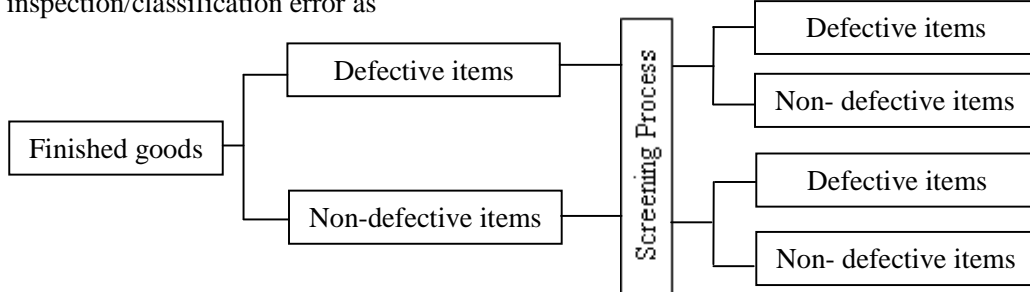 inspection/classification error as
Defective items
Defective items
Non- defective items
Finished goods
Screening Process
Defective items
Non-defective items
Non- defective items